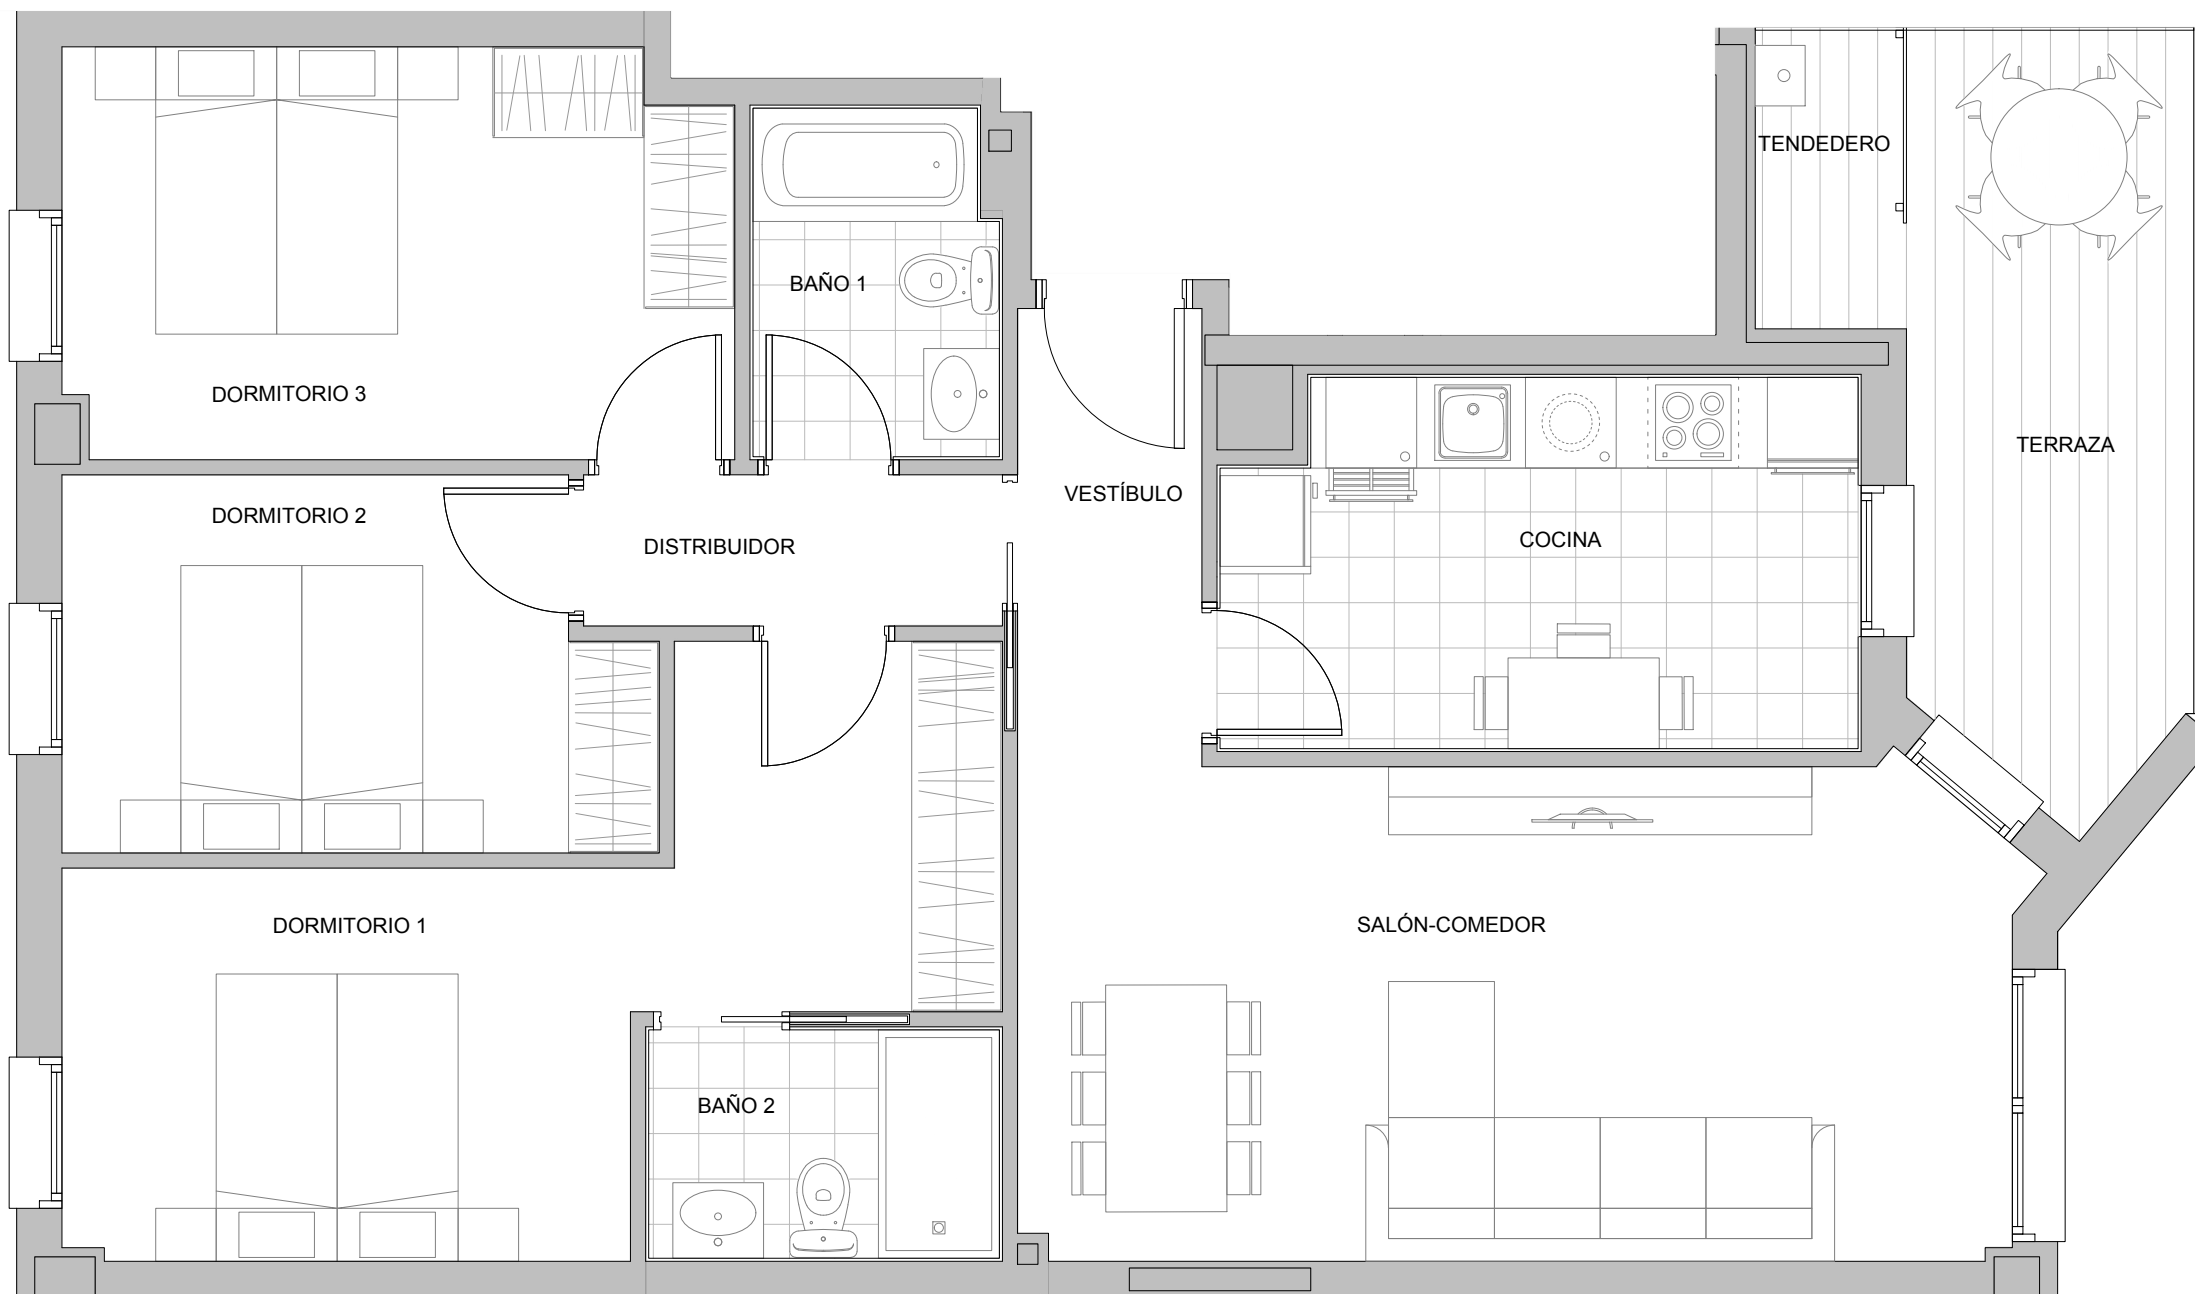 TENDEDERO
BAÑO 1
DORMITORIO 3
TERRAZA
VESTÍBULO
DORMITORIO 2
COCINA
DISTRIBUIDOR
DORMITORIO 1
SALÓN-COMEDOR
BAÑO 2